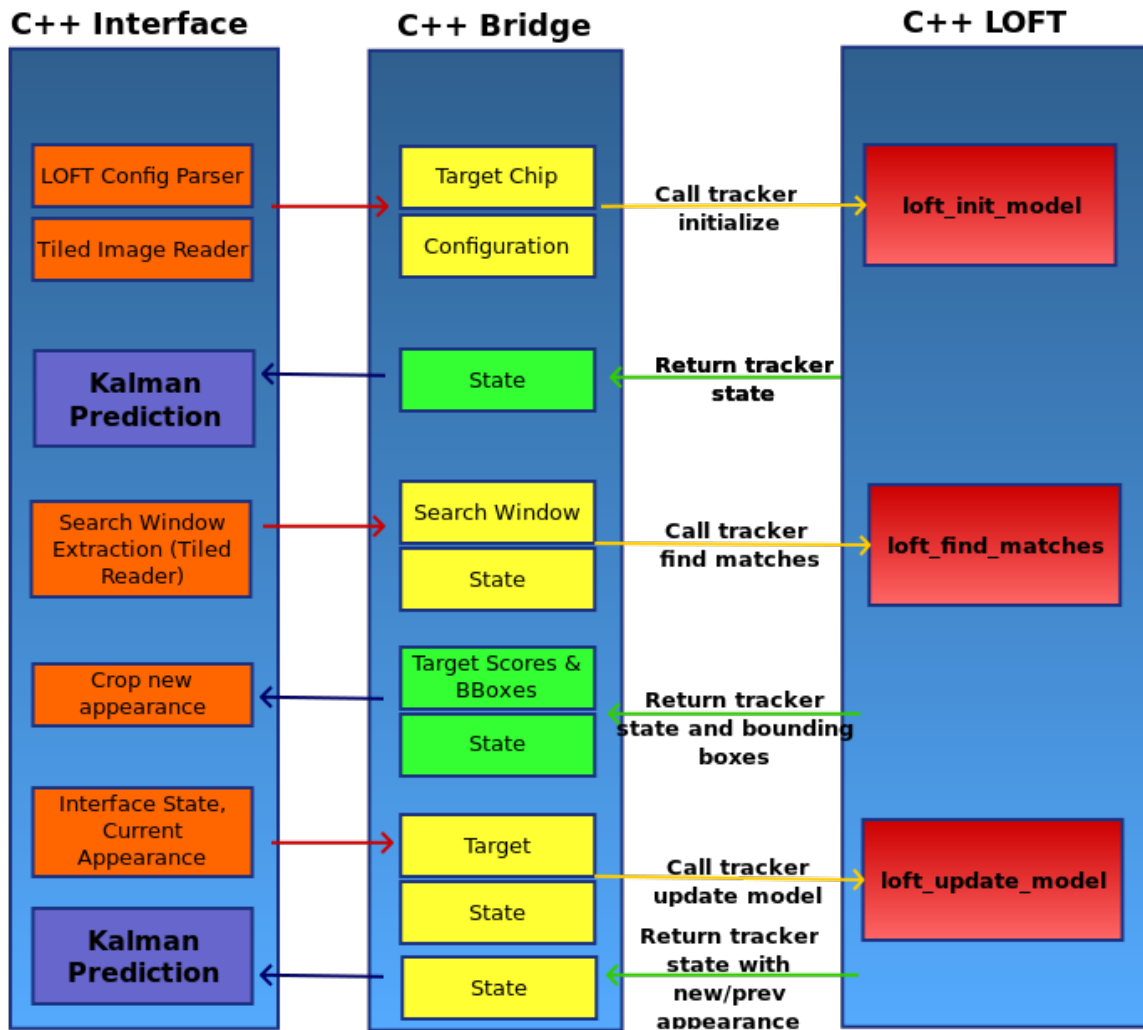 C++ Interface
C++ Bridge
C++ LOFT
LOFT Config Parser
Tiled Image Reader
Target Chip
Configuration
Call tracker
initialize
loft_init_model
Kalman
Prediction
State
Return tracker
state
Search Window
Extraction (Tiled
Reader)
Search Window
State
Call tracker
find matches
loft_find_matches
Crop new
appearance
Target Scores &
BBoxes
State
Return tracker
state and bounding
boxes
Interface State,
Current
Appearance
Target
State
Call tracker
update model
loft_update_model
Kalman
Prediction
State
Return tracker
state with
new/prev
appearance